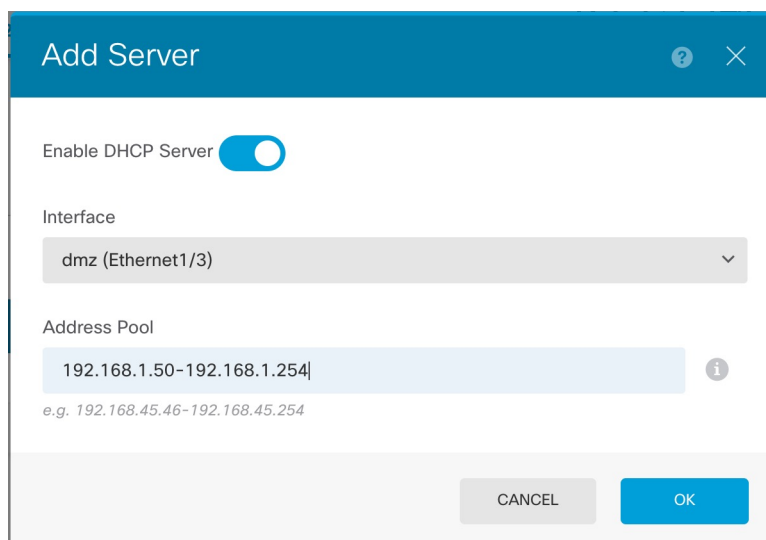 Add Server
Enable DHCP Server
Interface
dmz (Ethernet1/3)
Address Pool
192.168.1.50-192.168.1.254
e.g. 192.168.45.46-192.168.45.254
CANCEL OK